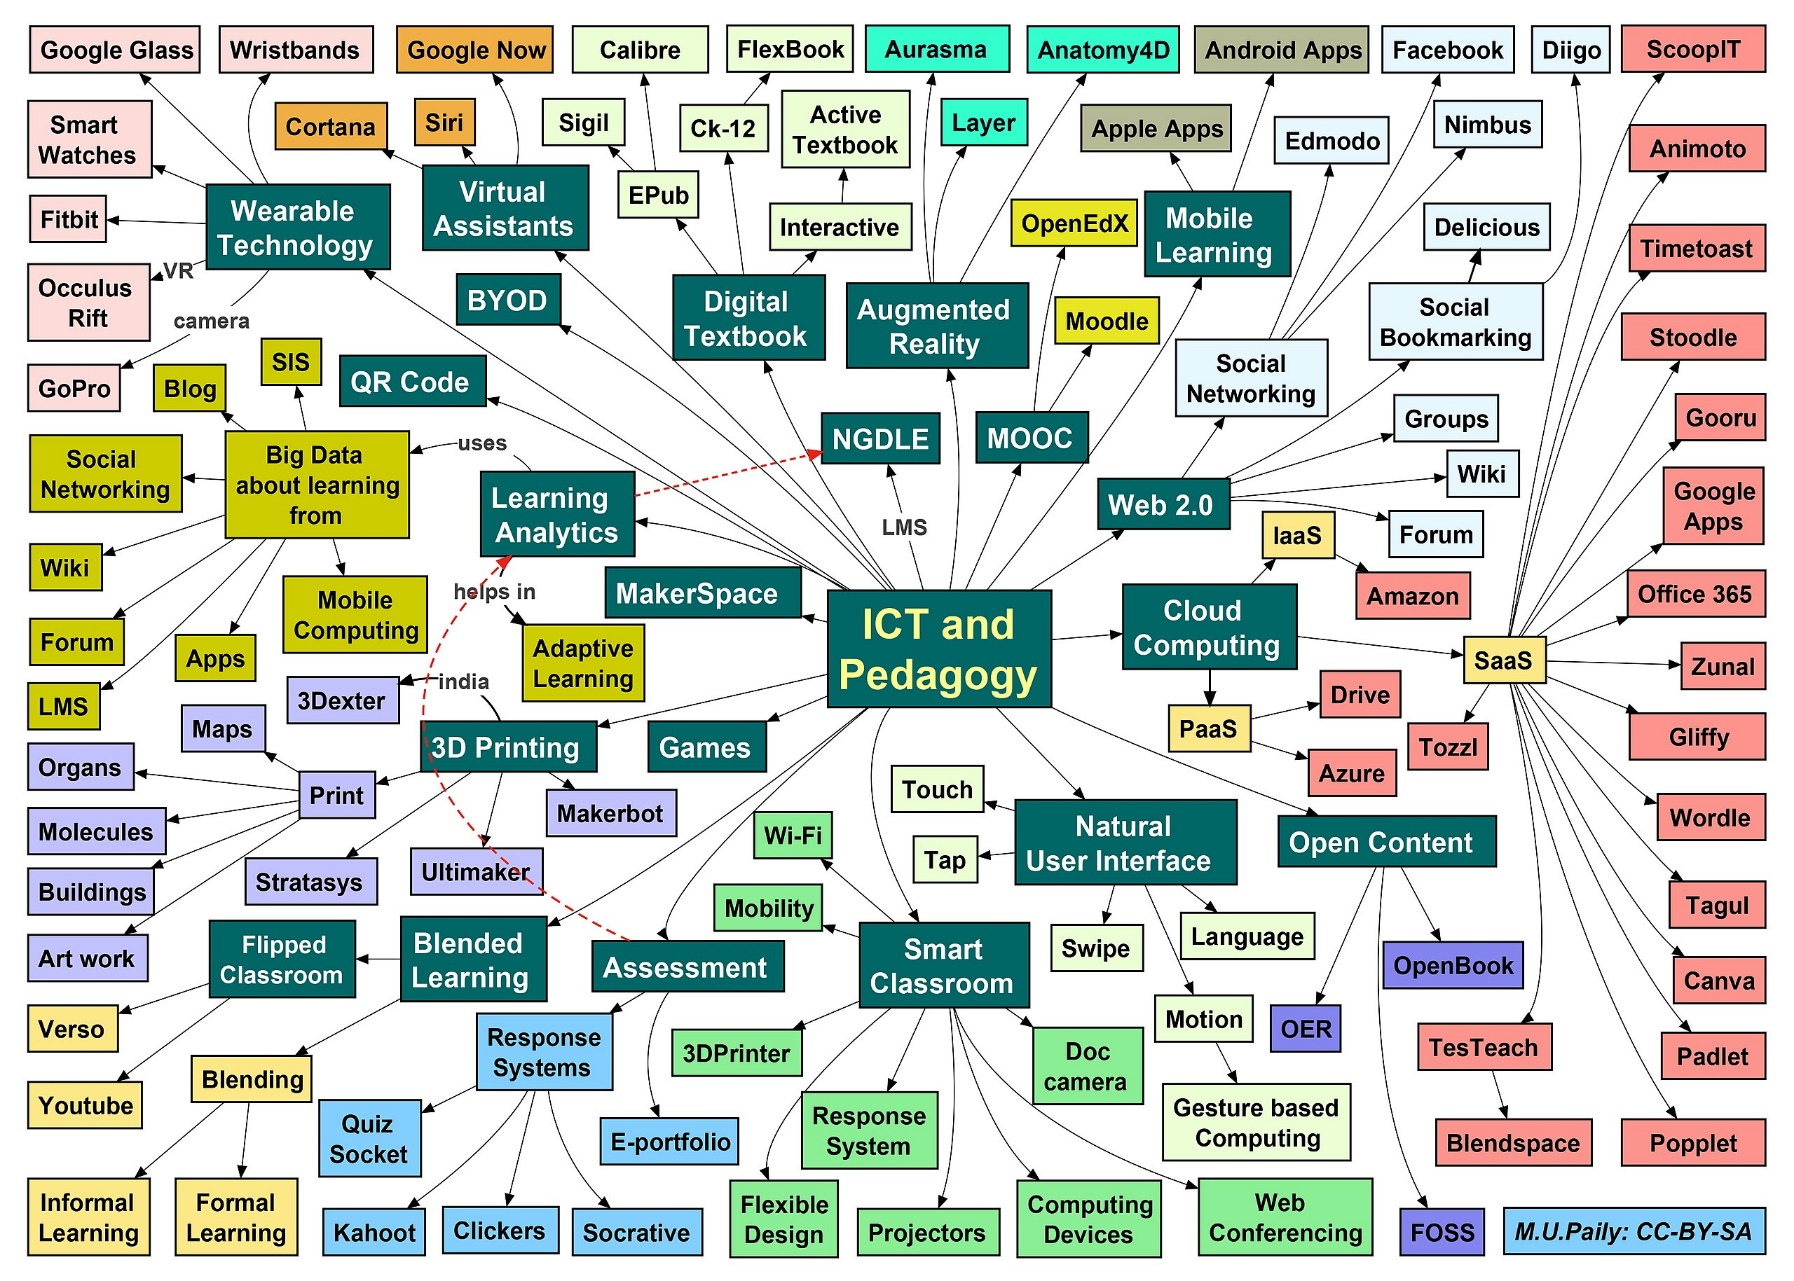 Google Glass
Wristbands
Google Now
Calibre
FlexBook
Aurasma
Anatomy4D
Android Apps
Facebook
Diigo
ScoopIT
Smart
Watches
Cortana
Siri
Sigil
Ck-12
Active
Textbook
Layer
Apple Apps
Edmodo
Nimbus
Animoto
Fitbit
Wearable
Technology
Virtual
Assistants
EPub
Interactive
OpenEdX
Mobile
Learning
Delicious
Timetoast
VR
Occulus
Rift
camera
BYOD
Digital
Textbook
Augmented
Reality
Moodle
Social
Bookmarking
Stoodle
GoPro
Blog
SIS
QR Code
Social
Networking
NGDLE
MOOC
Groups
Gooru
Social
Networking
Big Data
about learning
from
uses
Learning
Analytics
LMS
Web 2.0
Wiki
Forum
Google
Apps
Wiki
Mobile
Computing
helps in
MakerSpace
ICT and
Pedagogy
Cloud
Computing
IaaS
Amazon
Office 365
Forum
Apps
Adaptive
Learning
SaaS
Zunal
LMS
3Dexter
india
Drive
PaaS
Azure
Tozzl
Gliffy
Maps
3D Printing
Games
Organs
Print
Makerbot
Touch
Natural
User Interface
Open Content
Wordle
Molecules
Ultimaker
Wi-Fi
Tap
Buildings
Stratasys
Mobility
Swipe
Language
OpenBook
Tagul
Art work
Flipped
Classroom
Blended
Learning
Assessment
Smart
Classroom
Canva
Verso
Response
Systems
3DPrinter
Doc
camera
Motion
OER
TesTeach
Padlet
Youtube
Blending
Quiz
Socket
E-portfolio
Response
System
Gesture based
Computing
Blendspace
Popplet
Informal
Learning
Formal
Learning
Kahoot
Clickers
Socrative
Flexible
Design
Projectors
Computing
Devices
Web
Conferencing
FOSS
M.U.Paily: CC-BY-SA